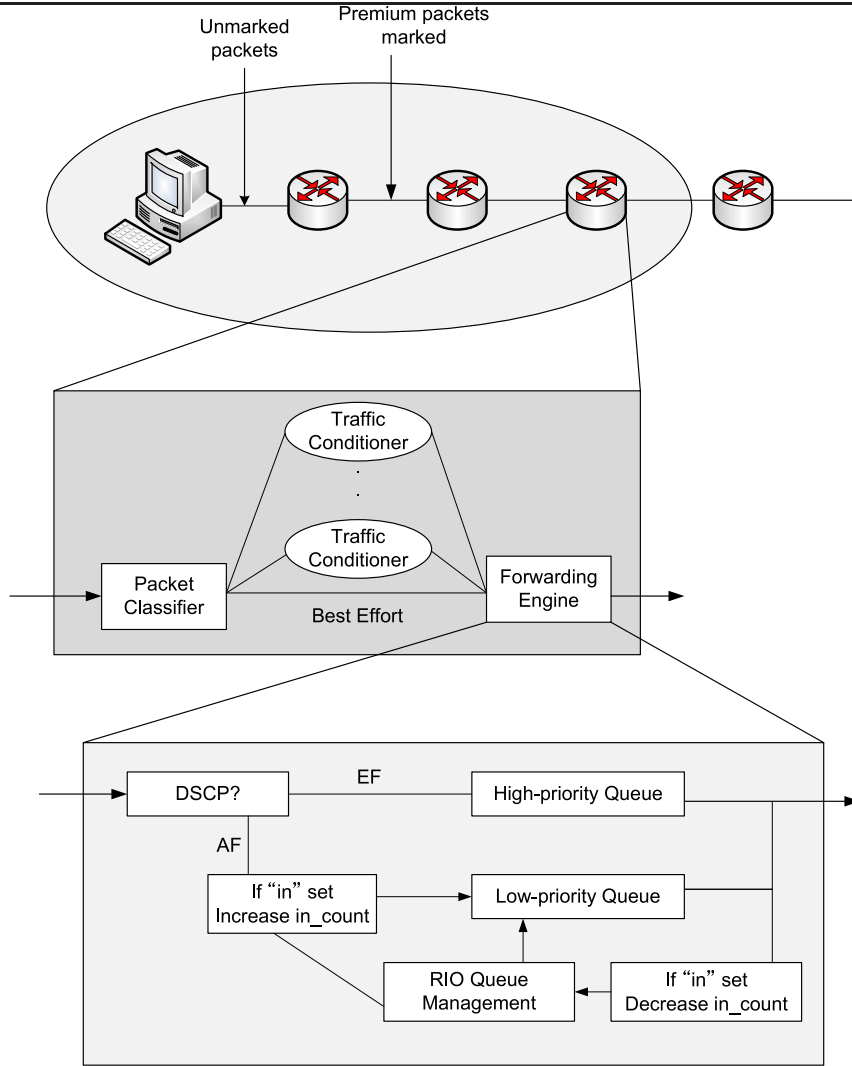 Unmarked
packets
Premium packets
marked
Traffic
Conditioner
.
.
Traffic
Conditioner
Packet
Classifier
Best Effort
Forwarding
Engine
DSCP?
EF
High-priority Queue
AF
If “in” set
Increase in_count
Low-priority Queue
RIO Queue
Management
If “in” set
Decrease in_count